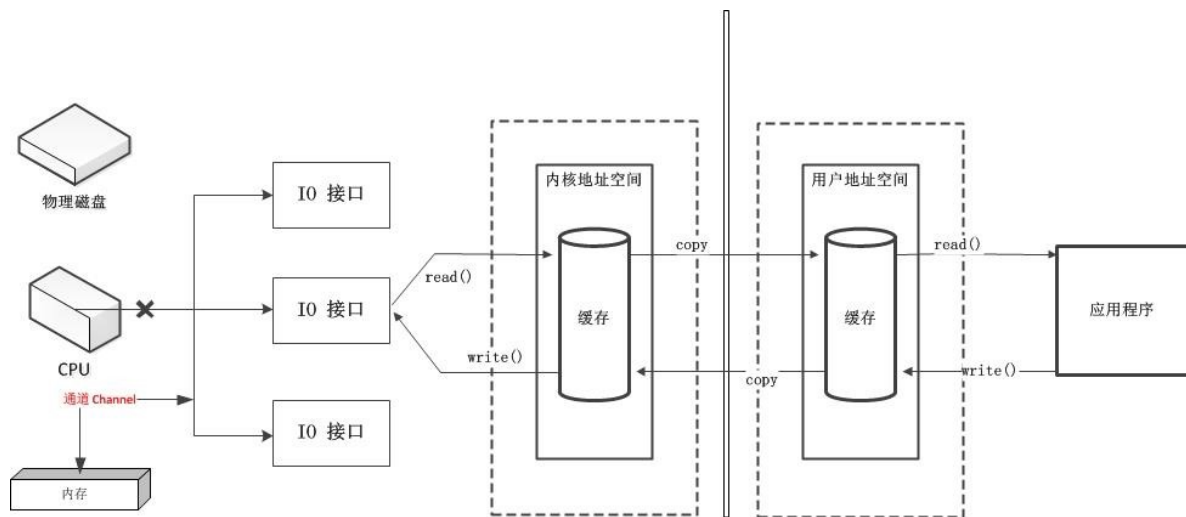 物理磁盘
CPU
通道 Channel
内存
IO 接口
IO 接口
IO 接口
read()
write()
内核地址空间
缓存
copy
copy
用户地址空间
缓存
read()
write()
应用程序